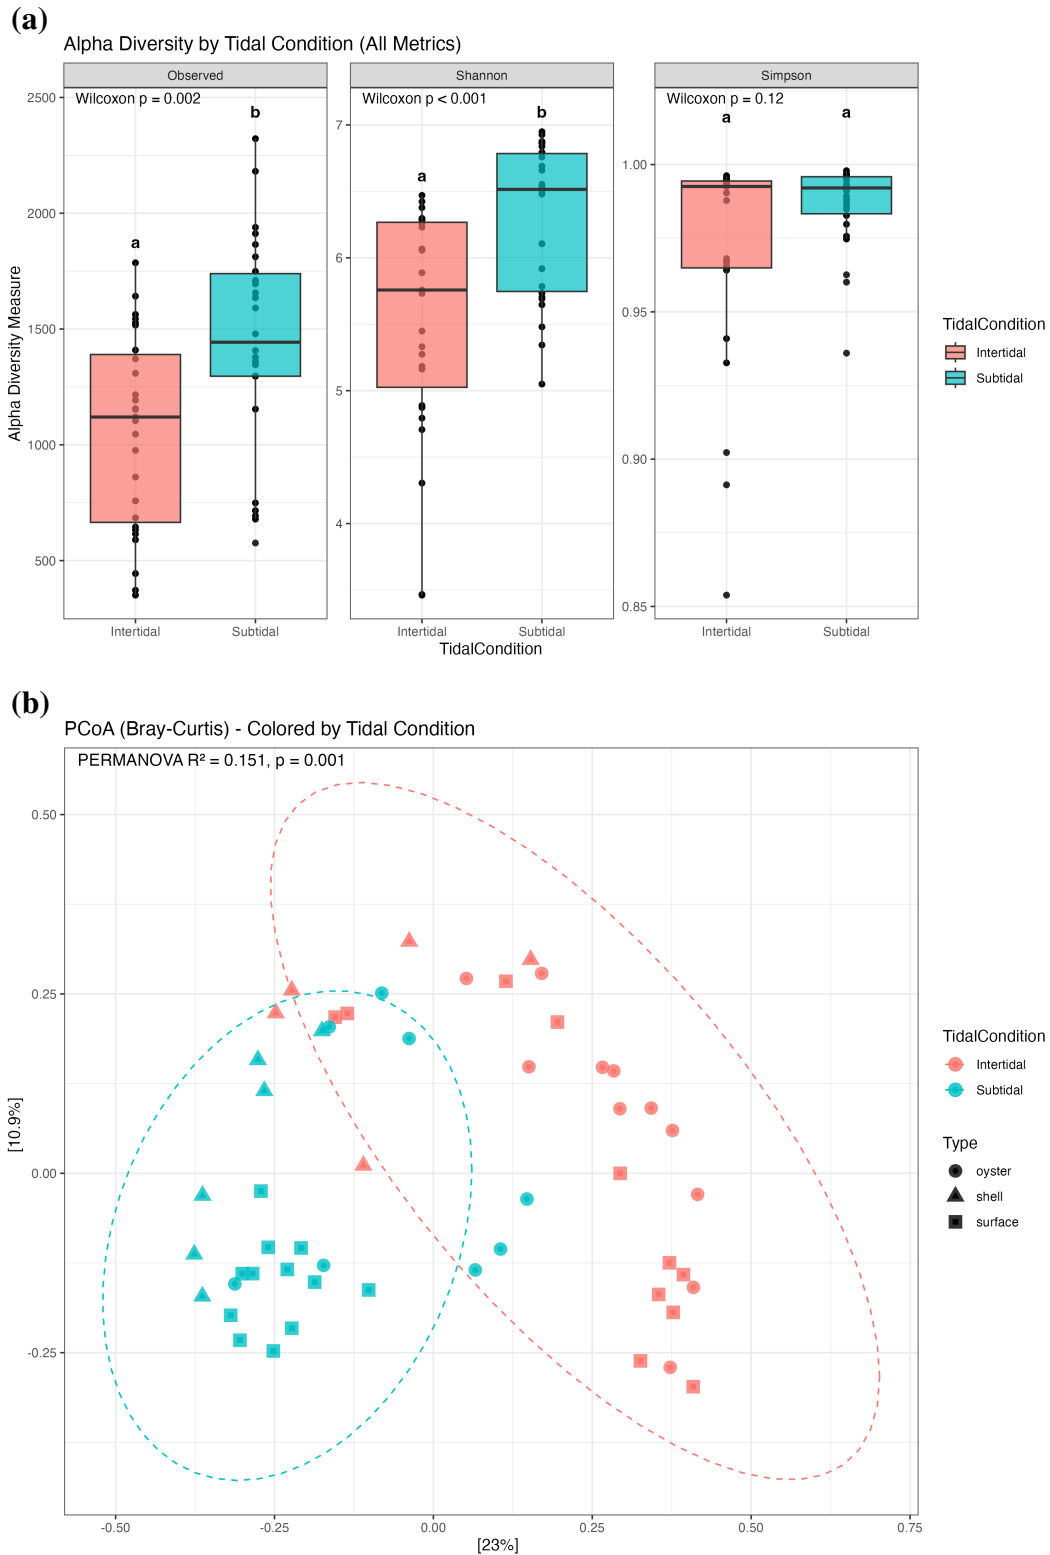 (a)
Alpha Diversity by Tidal Condition (All Metrics)
Observed
Shannon
Simpson
Wilcoxon p = 0.002
Wilcoxon p < 0.001
Wilcoxon p = 0.12
a
b
a
b
a
a
2500
2000
1500
1000
500
7
6
5
4
1.00
0.95
0.90
0.85
Alpha Diversity Measure
Intertidal
Subtidal
Intertidal
Subtidal
Intertidal
Subtidal
TidalCondition
TidalCondition
Intertidal
Subtidal
(b)
PCoA (Bray-Curtis) - Colored by Tidal Condition
PERMANOVA R² = 0.151, p = 0.001
0.50
0.25
0.00
-0.25
[10.9%]
-0.50
-0.25
0.00
0.25
0.50
0.75
[23%]
TidalCondition
Intertidal
Subtidal
Type
oyster
shell
surface